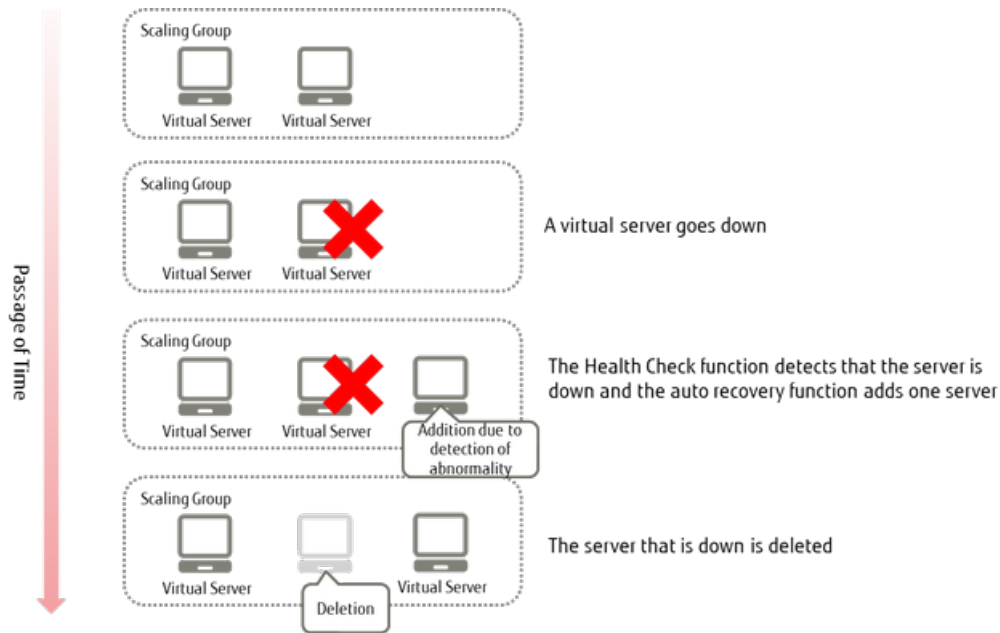 Scaling Group
Virtual Server Virtual Server
Scaling Group
Virtual Server Virtual Server
A virtual server goes down
Passage of Time
Scaling Group
Virtual Server Virtual Server
Addition due to
detection of
abnormality
The Health Check function detects that the server is
down and the auto recovery function adds one server
Scaling Group
Virtual Server Virtual Server
Deletion
The server that is down is deleted